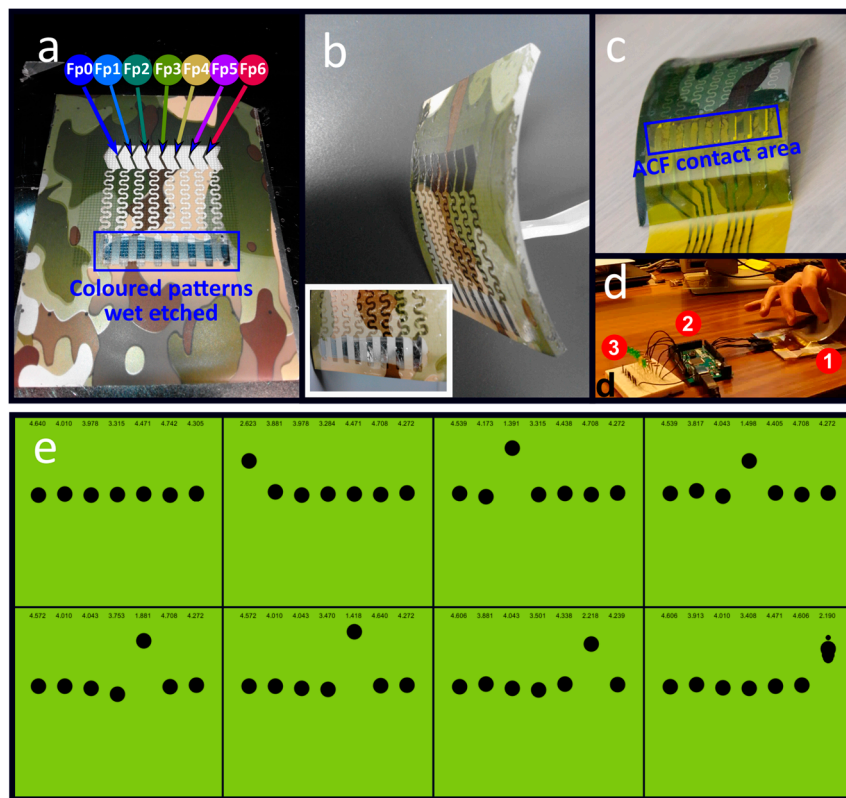 a
Fp0 Fp1 Fp2 Fp3 Fp4 Fp5 Fp6
Coloured patterns
wet etched
b
c
ACF contact area
d
2
3
1
d
e
4.640 4.010 3.978 3.315 4.471 4.742 4.305
2.623 3.881 3.978 3.284 4.471 4.708 4.272
4.539 4.173 1.391 3.315 4.438 4.708 4.272
4.539 3.817 4.043 1.498 4.405 4.708 4.272
4.572 4.010 4.043 3.753 1.881 4.708 4.272
4.572 4.010 4.043 3.470 1.418 4.640 4.272
4.606 3.881 4.043 3.501 4.338 2.218 4.239
4.606 3.913 4.010 3.408 4.471 4.606 2.190